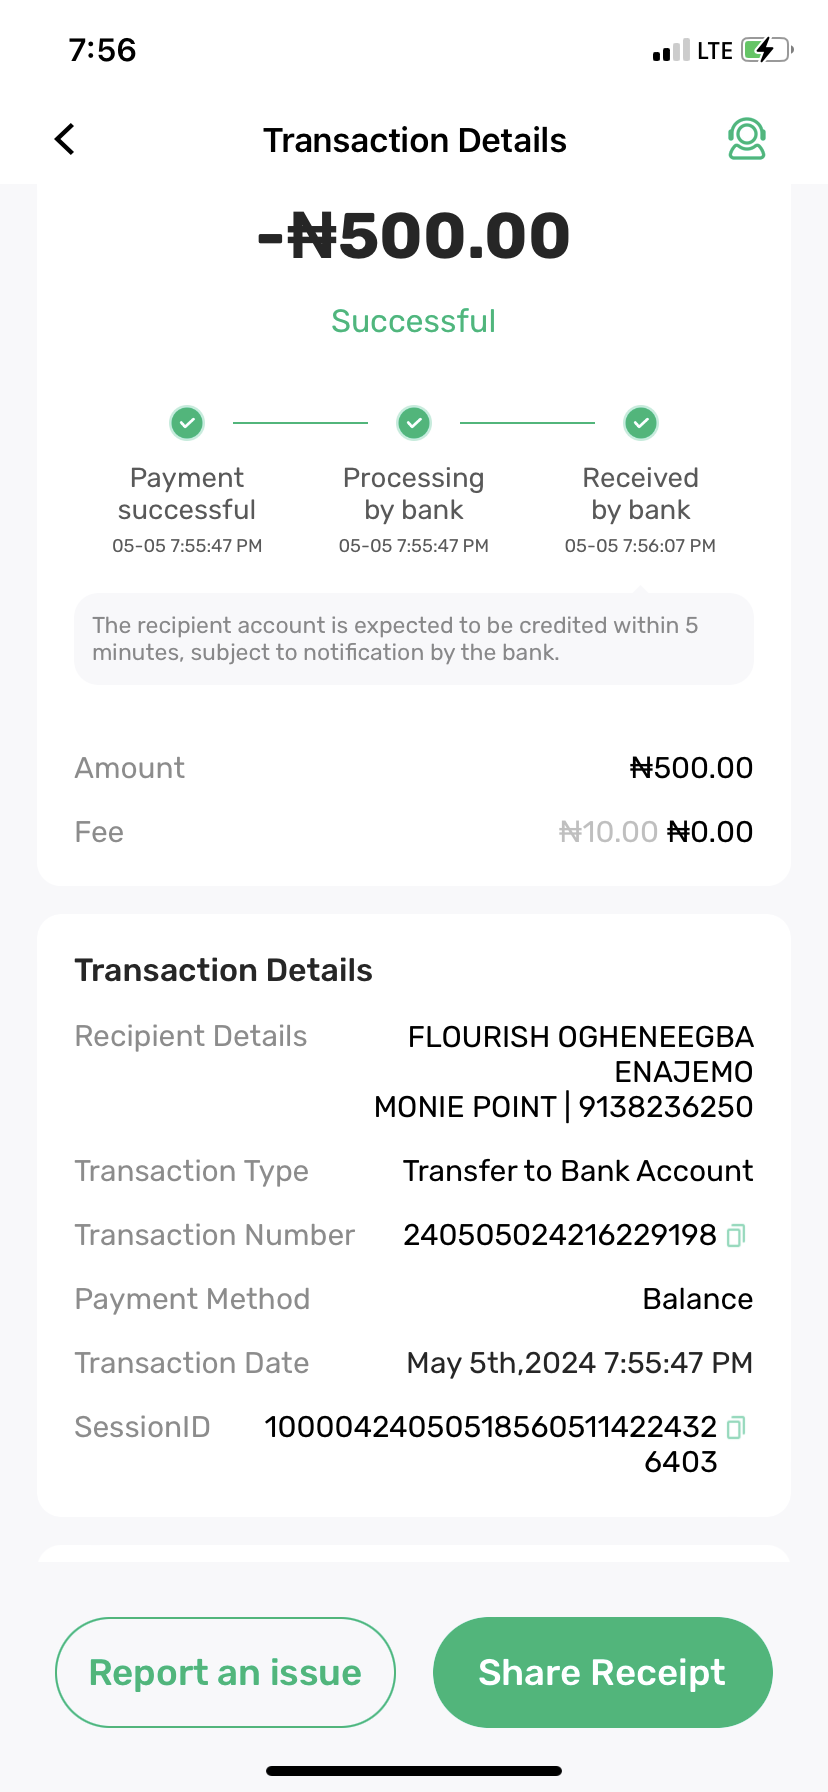 7:56 LTE
Transaction Details
-₦500.00
Successful
Payment successful
05-05 7:55:47 PM
Processing by bank
05-05 7:55:47 PM
Received by bank
05-05 7:56:07 PM
The recipient account is expected to be credited within 5
minutes, subject to notification by the bank.
Amount ₦500.00
Fee ₦10.00 ₦0.00
Transaction Details
Recipient Details FLOURISH OGHENEEGBA
ENAJEMO
MONIE POINT | 9138236250
Transaction Type Transfer to Bank Account
Transaction Number 240505024216229198
Payment Method Balance
Transaction Date May 5th,2024 7:55:47 PM
SessionID 10000424050518560511422432
6403
Report an issue Share Receipt